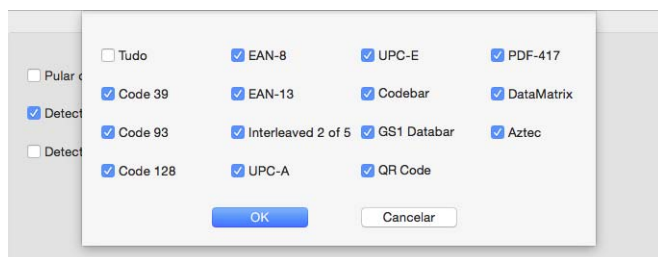 Tudo EAN-8 UPC-E PDF-417
Pular
Code 39 EAN-13 Codebar DataMatrix
Detect
Code 93 Interleaved 2 of 5 GS1 Databar Aztec
Detect
Code 128 UPC-A QR Code
OK Cancelar